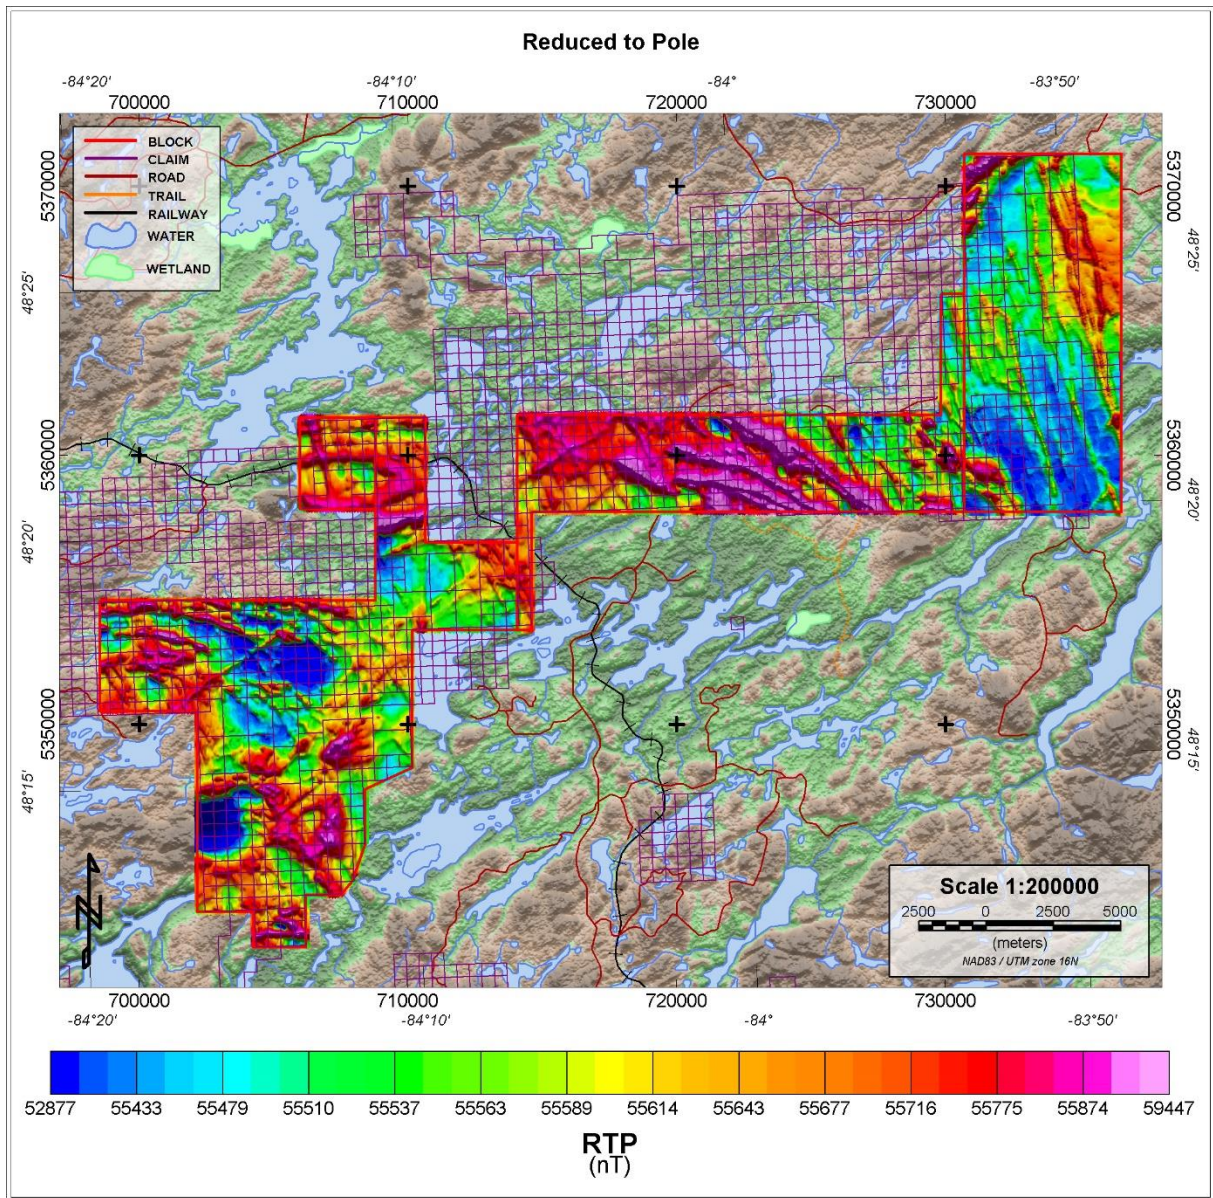 Reduced to Pole
-84°20' -84°10' -84° -83°50'
700000 710000 720000 730000
BLOCK
CLAIM
ROAD
TRAIL
RAILWAY
WATER
WETLAND
5370000
48°25'
5360000
48°20'
5350000
48°15'
5370000
48°25'
5360000
48°20'
5350000
48°15'
Scale 1:200000
2500 0 2500 5000
(meters)
NAD83 / UTM zone 16N
700000 710000 720000 730000
-84°20' -84°10' -84° -83°50'
52877 55433 55479 55510 55537 55563 55589 55614 55643 55677 55716 55775 55874 59447
RTP
(nT)